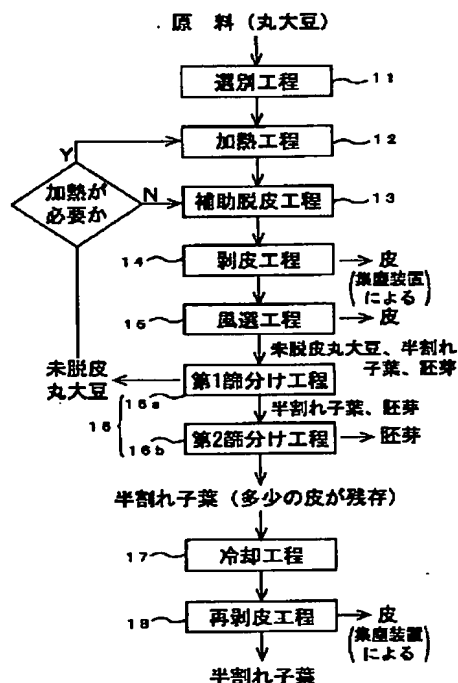 原 料 (丸大豆)
選別工程 11
加熱工程 12
Y
加熱が
必要か
N
補助脱皮工程 13
14 剥皮工程 皮
(集塵装置
による)
15 風選工程 皮
未脱皮丸大豆、半割れ
子葉、胚芽
未脱皮
丸大豆
16a 第1篩分け工程
半割れ子葉、胚芽
16
16b 第2篩分け工程 胚芽
半割れ子葉 (多少の皮が残存)
17 冷却工程
18 再剥皮工程 皮
(集塵装置
による)
半割れ子葉